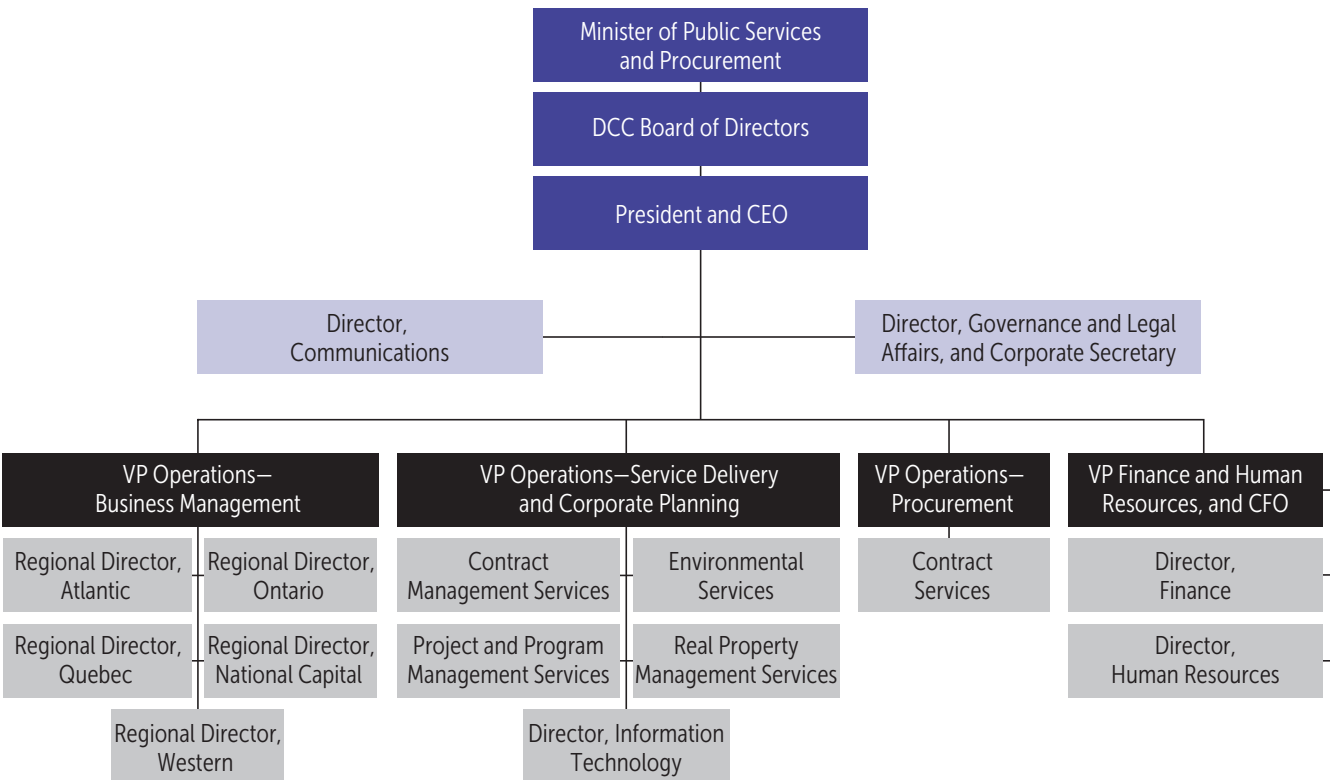 Minister of Public Services
and Procurement
DCC Board of Directors
President and CEO
Director,
Communications
Director, Governance and Legal
Affairs, and Corporate Secretary
VP Operations—
Business Management
VP Operations—Service Delivery
and Corporate Planning
VP Operations—
Procurement
VP Finance and Human
Resources, and CFO
Regional Director,
Atlantic
Regional Director,
Ontario
Contract
Management Services
Environmental
Services
Contract
Services
Director,
Finance
Regional Director,
Quebec
Regional Director,
National Capital
Project and Program
Management Services
Real Property
Management Services
Director,
Human Resources
Regional Director,
Western
Director, Information
Technology